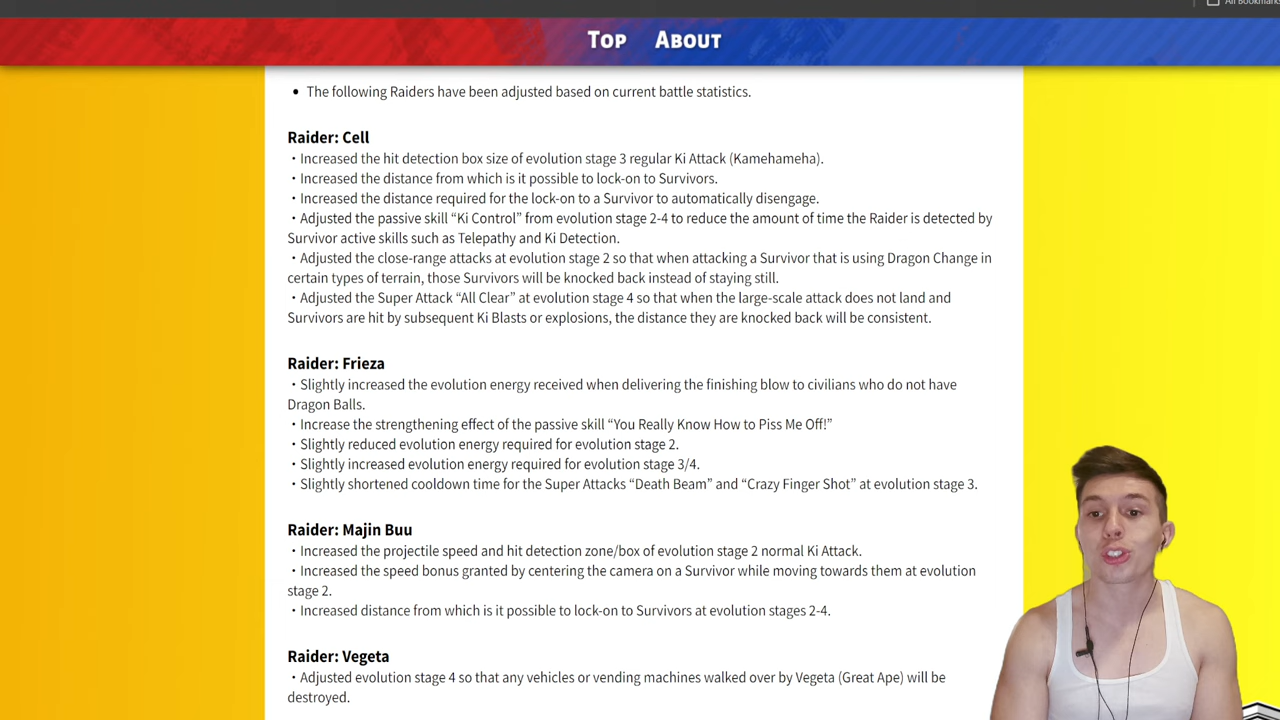 All Bookmarks
TOP ABOUT
• The following Raiders have been adjusted based on current battle statistics.
Raider: Cell
・Increased the hit detection box size of evolution stage 3 regular Ki Attack (Kamehameha).
・Increased the distance from which is it possible to lock-on to Survivors.
・Increased the distance required for the lock-on to a Survivor to automatically disengage.
・Adjusted the passive skill “Ki Control” from evolution stage 2-4 to reduce the amount of time the Raider is detected by
Survivor active skills such as Telepathy and Ki Detection.
・Adjusted the close-range attacks at evolution stage 2 so that when attacking a Survivor that is using Dragon Change in
certain types of terrain, those Survivors will be knocked back instead of staying still.
・Adjusted the Super Attack “All Clear” at evolution stage 4 so that when the large-scale attack does not land and
Survivors are hit by subsequent Ki Blasts or explosions, the distance they are knocked back will be consistent.
Raider: Frieza
・Slightly increased the evolution energy received when delivering the finishing blow to civilians who do not have
Dragon Balls.
・Increase the strengthening effect of the passive skill “You Really Know How to Piss Me Off!”
・Slightly reduced evolution energy required for evolution stage 2.
・Slightly increased evolution energy required for evolution stage 3/4.
・Slightly shortened cooldown time for the Super Attacks “Death Beam” and “Crazy Finger Shot” at evolution stage 3.
Raider: Majin Buu
・Increased the projectile speed and hit detection zone/box of evolution stage 2 normal Ki Attack.
・Increased the speed bonus granted by centering the camera on a Survivor while moving towards them at evolution
stage 2.
・Increased distance from which is it possible to lock-on to Survivors at evolution stages 2-4.
Raider: Vegeta
・Adjusted evolution stage 4 so that any vehicles or vending machines walked over by Vegeta (Great Ape) will be
destroyed.